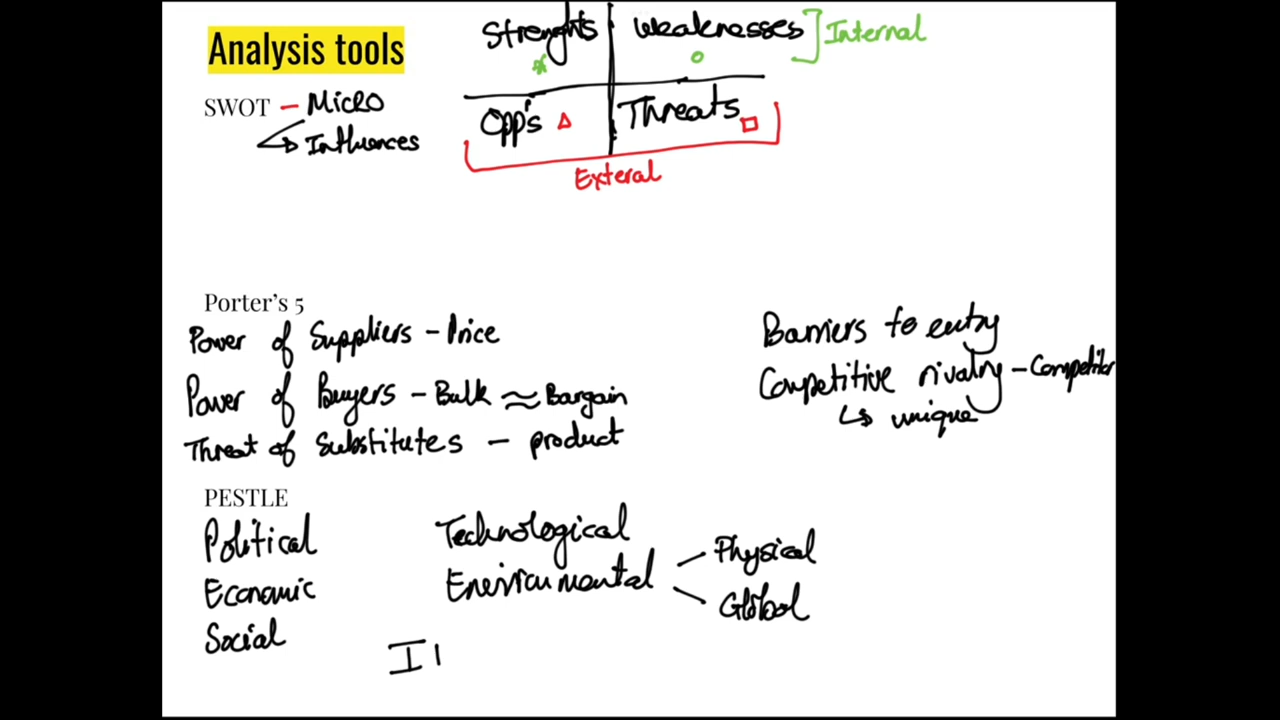 Analysis tools
Strenghts
Weaknesses
Internal
SWOT - Micro
↳ Influences
Opp's
Threats
Exteral
Porter's 5
Power of Suppliers - Price
Power of Buyers - Bulk ≈ Bargain
Threat of Substitutes - product
Barriers to entry
Competitive rivalry - Competitor
↳ unique
PESTLE
Political
Economic
Social
Technological
Environmental
Physical
Global